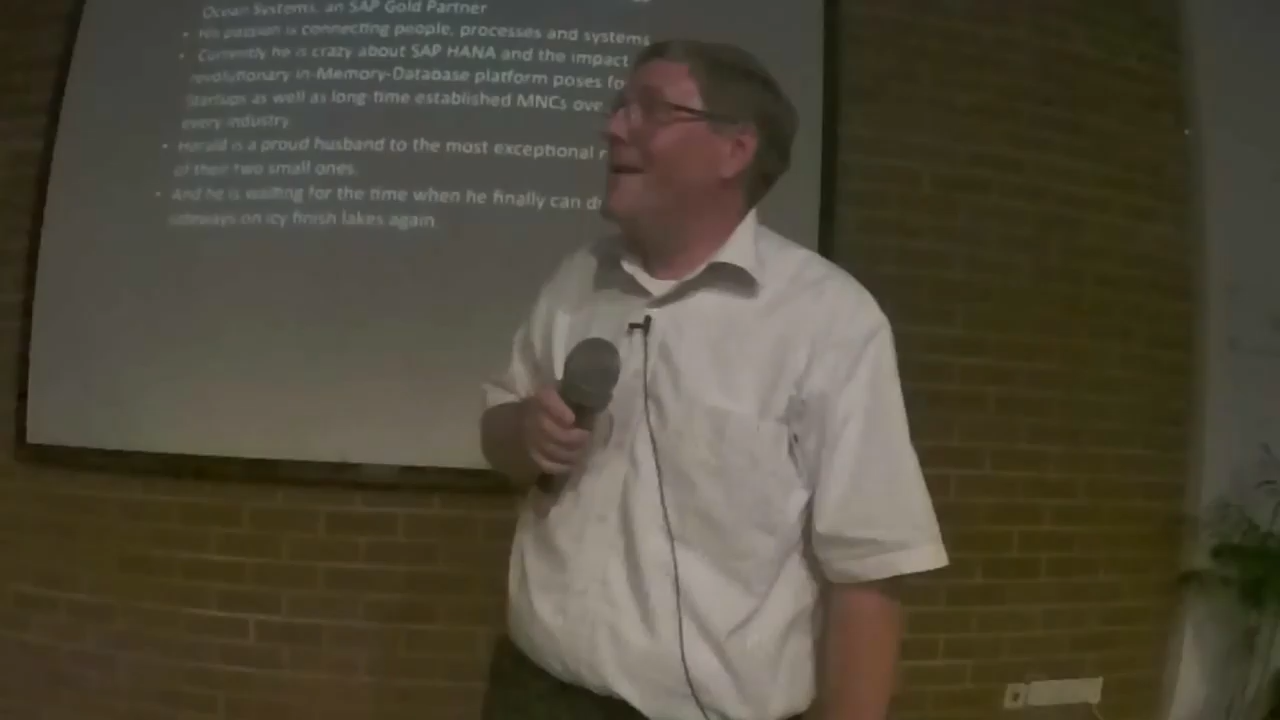 Ocean Systems, an SAP Gold Partner
• His passion is connecting people, processes and systems
• Currently he is crazy about SAP HANA and the impact
revolutionary in-Memory-Database platform poses
Startups as well as long-time established MNCs
every industry
• Harald is a proud husband to the most exceptional
of their two small ones.
• And he is waiting for the time when he finally can
sideways on icy finish lakes again